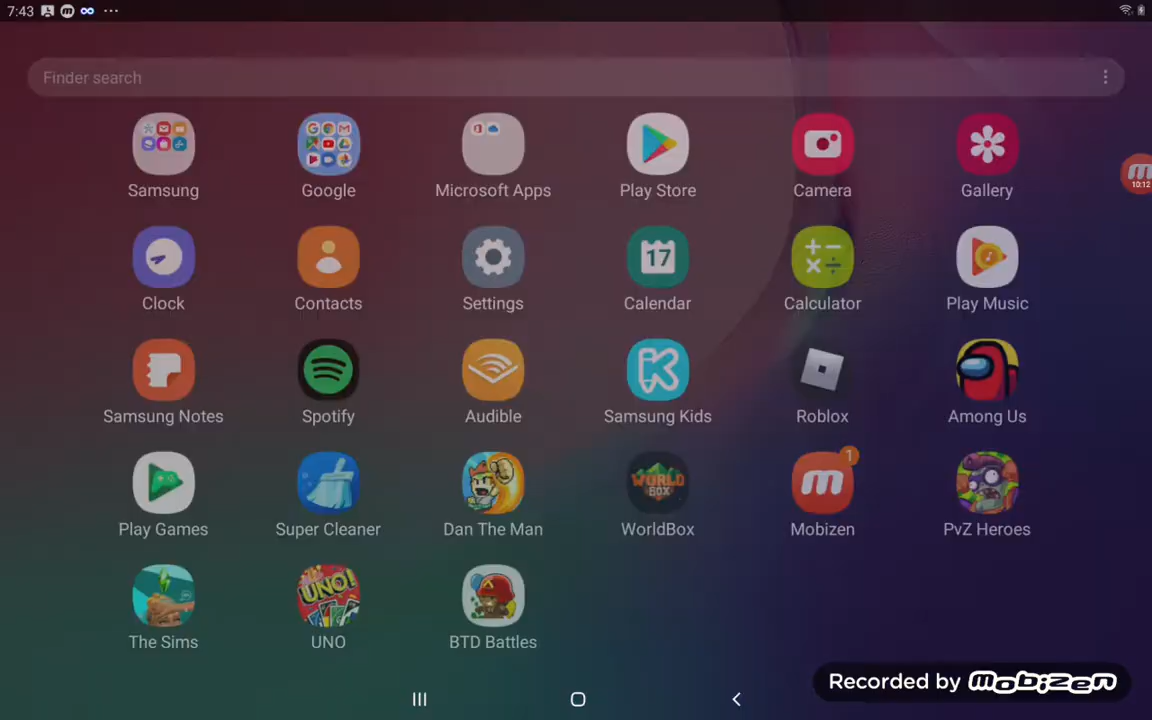 7:43
Finder search
Samsung
Google
Microsoft Apps
Play Store
Camera
Gallery
10:12
17
Clock
Contacts
Settings
Calendar
Calculator
Play Music
Samsung Notes
Spotify
Audible
Samsung Kids
Roblox
Among Us
WORLD BOX
1
Play Games
Super Cleaner
Dan The Man
WorldBox
Mobizen
PvZ Heroes
UNO!
The Sims
UNO
BTD Battles
Recorded by mobizen